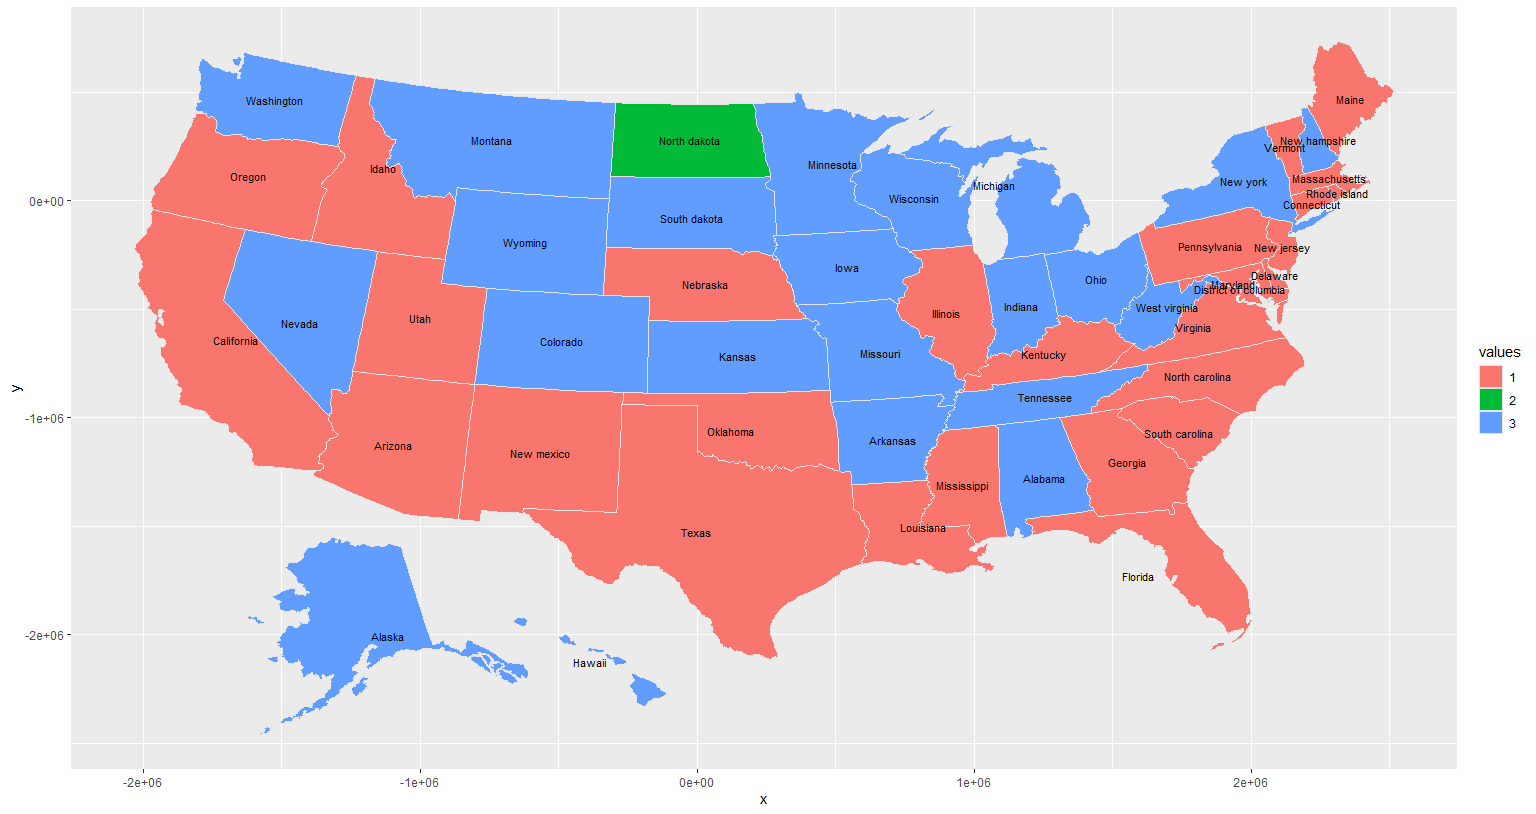 Maine
Washington
New hampshire
Montana
North dakota
Vermont
Minnesota
Idaho
Oregon
Massachusetts
New york
Michigan
Rhode island
Wisconsin
Connecticut
0e+00
South dakota
Wyoming
Pennsylvania
New jersey
Iowa
Delaware
Ohio
Nebraska
Maryland
District of columbia
West virginia
Indiana
Illinois
Utah
Nevada
Virginia
California
Colorado
values
Missouri
Kentucky
Kansas
1
North carolina
y
2
Tennessee
-1e+06
3
Oklahoma
South carolina
Arkansas
Arizona
New mexico
Georgia
Alabama
Mississippi
Louisiana
Texas
Florida
-2e+06
Alaska
Hawaii
-2e+06
-1e+06
0e+00
1e+06
2e+06
x